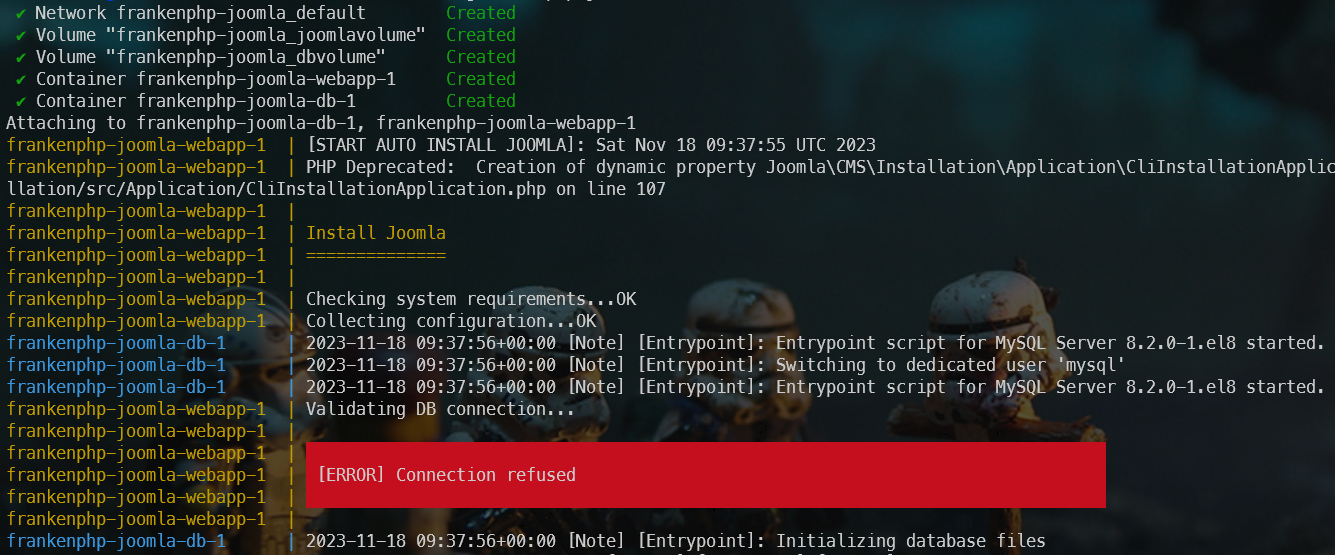 ✔ Network frankenphp-joomla_default Created
✔ Volume "frankenphp-joomla_joomlavolume" Created
✔ Volume "frankenphp-joomla_dbvolume" Created
✔ Container frankenphp-joomla-webapp-1 Created
✔ Container frankenphp-joomla-db-1 Created
Attaching to frankenphp-joomla-db-1, frankenphp-joomla-webapp-1
frankenphp-joomla-webapp-1 | [START AUTO INSTALL JOOMLA]: Sat Nov 18 09:37:55 UTC 2023
frankenphp-joomla-webapp-1 | PHP Deprecated: Creation of dynamic property Joomla\CMS\Installation\Application\CliInstallationApplic
llation/src/Application/CliInstallationApplication.php on line 107
frankenphp-joomla-webapp-1 |
frankenphp-joomla-webapp-1 | Install Joomla
frankenphp-joomla-webapp-1 | ==============
frankenphp-joomla-webapp-1 |
frankenphp-joomla-webapp-1 | Checking system requirements...OK
frankenphp-joomla-webapp-1 | Collecting configuration...OK
frankenphp-joomla-db-1 | 2023-11-18 09:37:56+00:00 [Note] [Entrypoint]: Entrypoint script for MySQL Server 8.2.0-1.el8 started.
frankenphp-joomla-db-1 | 2023-11-18 09:37:56+00:00 [Note] [Entrypoint]: Switching to dedicated user 'mysql'
frankenphp-joomla-db-1 | 2023-11-18 09:37:56+00:00 [Note] [Entrypoint]: Entrypoint script for MySQL Server 8.2.0-1.el8 started.
frankenphp-joomla-webapp-1 | Validating DB connection...
frankenphp-joomla-webapp-1 |
frankenphp-joomla-webapp-1 |
frankenphp-joomla-webapp-1 | [ERROR] Connection refused
frankenphp-joomla-webapp-1 |
frankenphp-joomla-webapp-1 |
frankenphp-joomla-db-1 | 2023-11-18 09:37:56+00:00 [Note] [Entrypoint]: Initializing database files